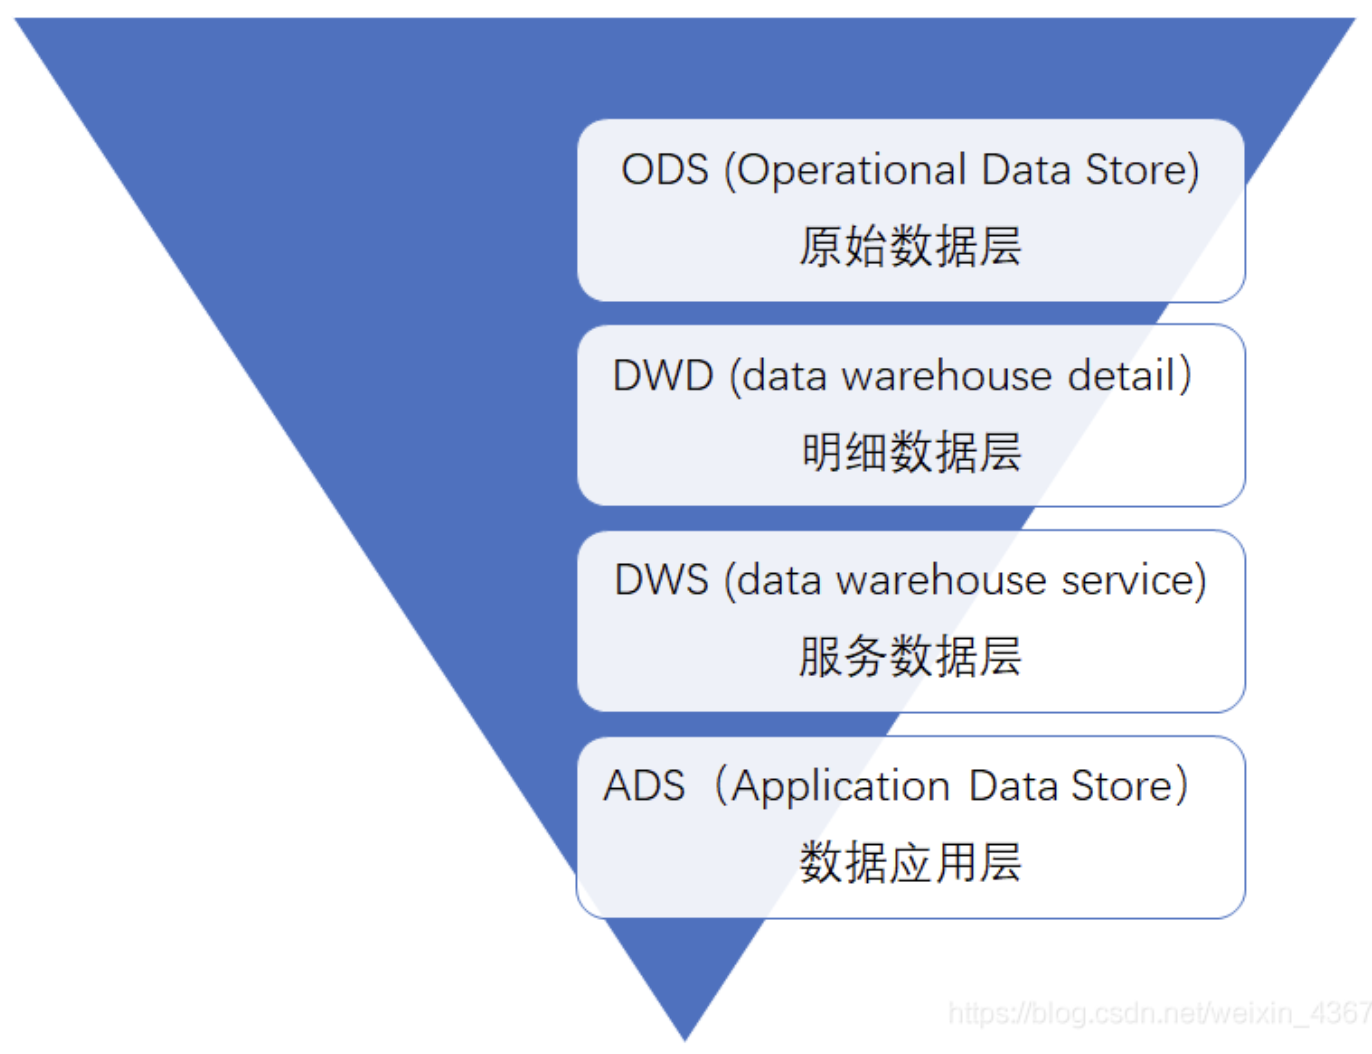 ODS (Operational Data Store)
原始数据层
DWD (data warehouse detail）
明细数据层
DWS (data warehouse service)
服务数据层
ADS（Application Data Store）
数据应用层
https://blog.csdn.net/weixin_4367